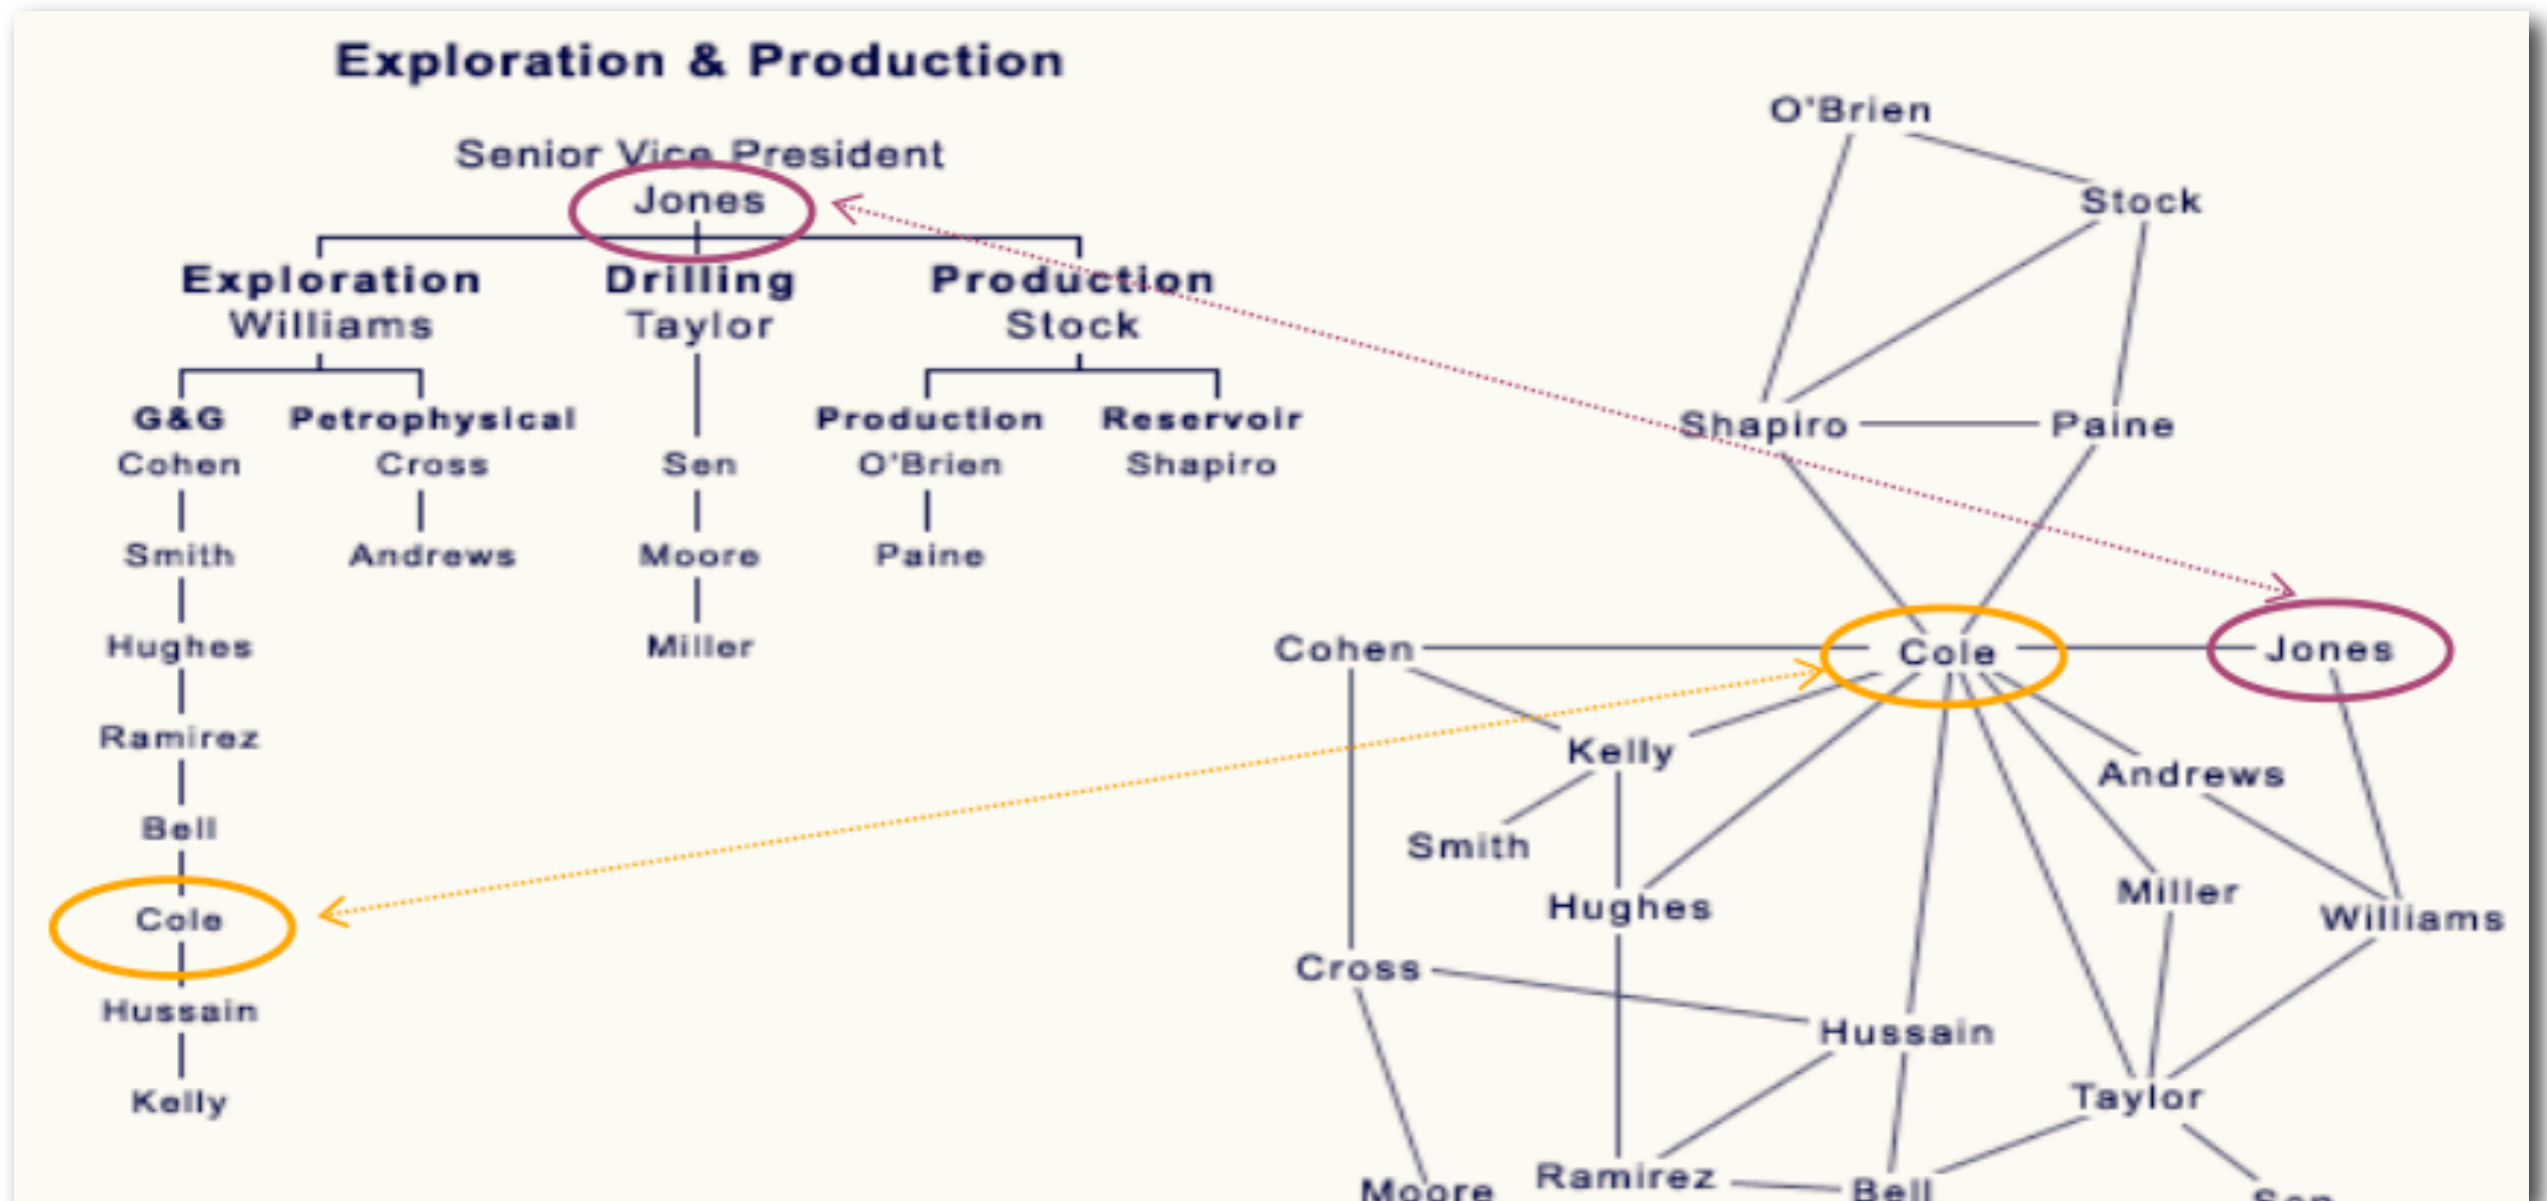 Exploration & Production
Senior Vice President
Jones
Exploration Drilling Production
Williams Taylor Stock
G&G Petrophysical Production Reservoir
Cohen Cross Sen O'Brien Shapiro
Smith Andrews Moore Paine
Hughes Miller
Ramirez
Bell
Cole
Hussain
Kelly
O'Brien
Stock
Shapiro Paine
Cohen Cole Jones
Kelly Andrews
Smith
Hughes Miller Williams
Cross
Hussain
Taylor
Moore Ramirez Bell Sen